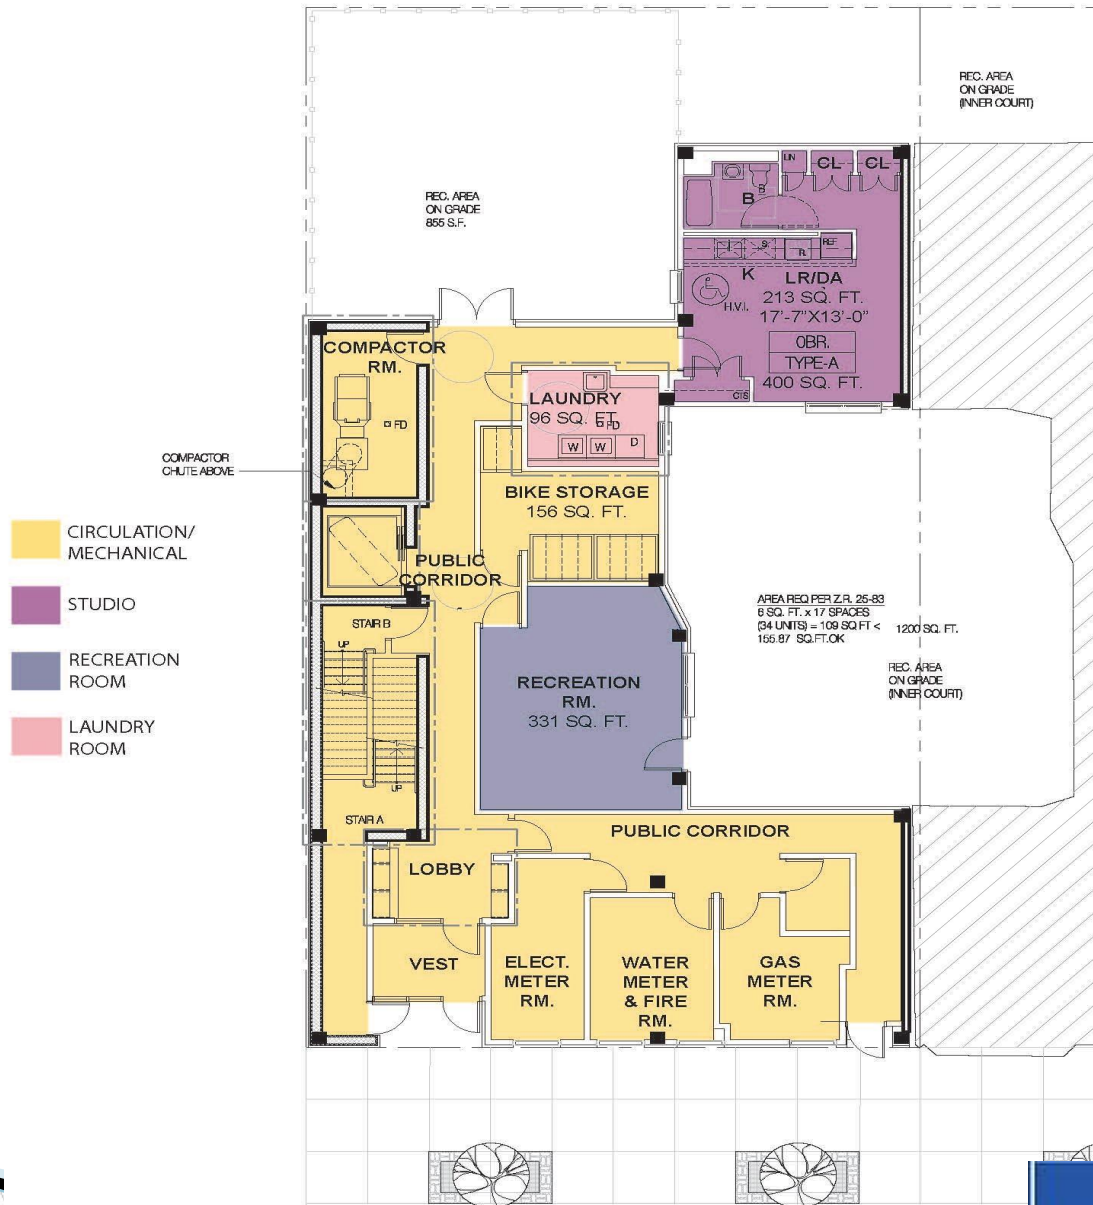 REC. AREA
ON GRADE
(INNER COURT)
REC. AREA
ON GRADE
855 S.F.
LIN
CL
CL
B
B
S.
R.
REF
K
H.V.I.
LR/DA
213 SQ. FT.
17'-7"X13'-0"
0BR.
TYPE-A
400 SQ. FT.
CTS
COMPACTOR
RM.
FD
LAUNDRY
96 SQ. FT.
FD
W
W
D
COMPACTOR
CHUTE ABOVE
BIKE STORAGE
156 SQ. FT.
CIRCULATION/
MECHANICAL
STUDIO
RECREATION
ROOM
LAUNDRY
ROOM
PUBLIC
CORRIDOR
STAIR B
UP
UP
STAIR A
AREA REQ PER Z.R. 25-83
6 SQ. FT. x 17 SPACES
(34 UNITS) = 109 SQ FT <
155.87 SQ.FT.OK
1200 SQ. FT.
REC. AREA
ON GRADE
(INNER COURT)
RECREATION
RM.
331 SQ. FT.
PUBLIC CORRIDOR
LOBBY
VEST
ELECT.
METER
RM.
WATER
METER
& FIRE
RM.
GAS
METER
RM.